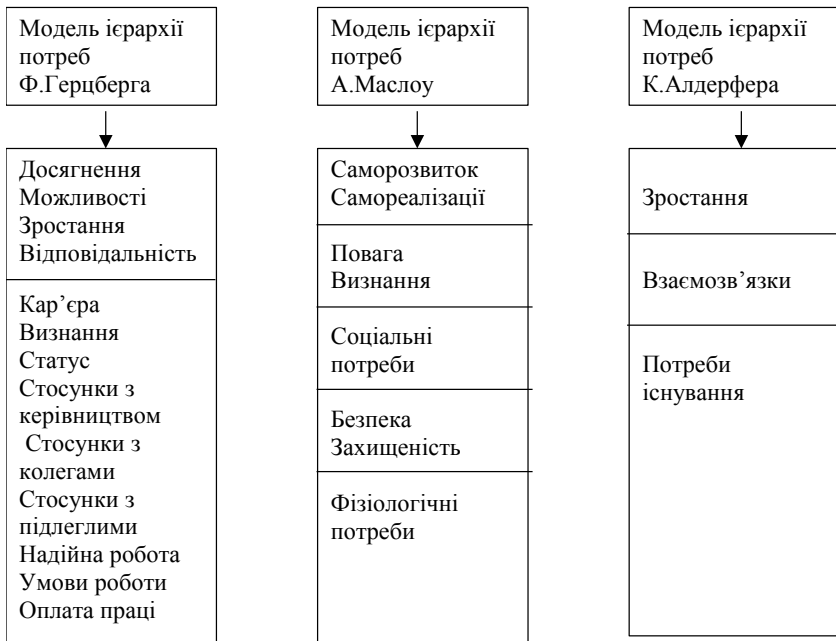 Модель ієрархії
потреб
Ф.Герцберга
Досягнення
Можливості
Зростання
Відповідальність
Кар’єра
Визнання
Статус
Стосунки з
керівництвом
Стосунки з
колегами
Стосунки з
підлеглими
Надійна робота
Умови роботи
Оплата праці
Модель ієрархії
потреб
А.Маслоу
Саморозвиток
Самореалізації
Повага
Визнання
Соціальні
потреби
Безпека
Захищеність
Фізіологічні
потреби
Модель ієрархії
потреб
К.Алдерфера
Зростання
Взаємозв’язки
Потреби
існування